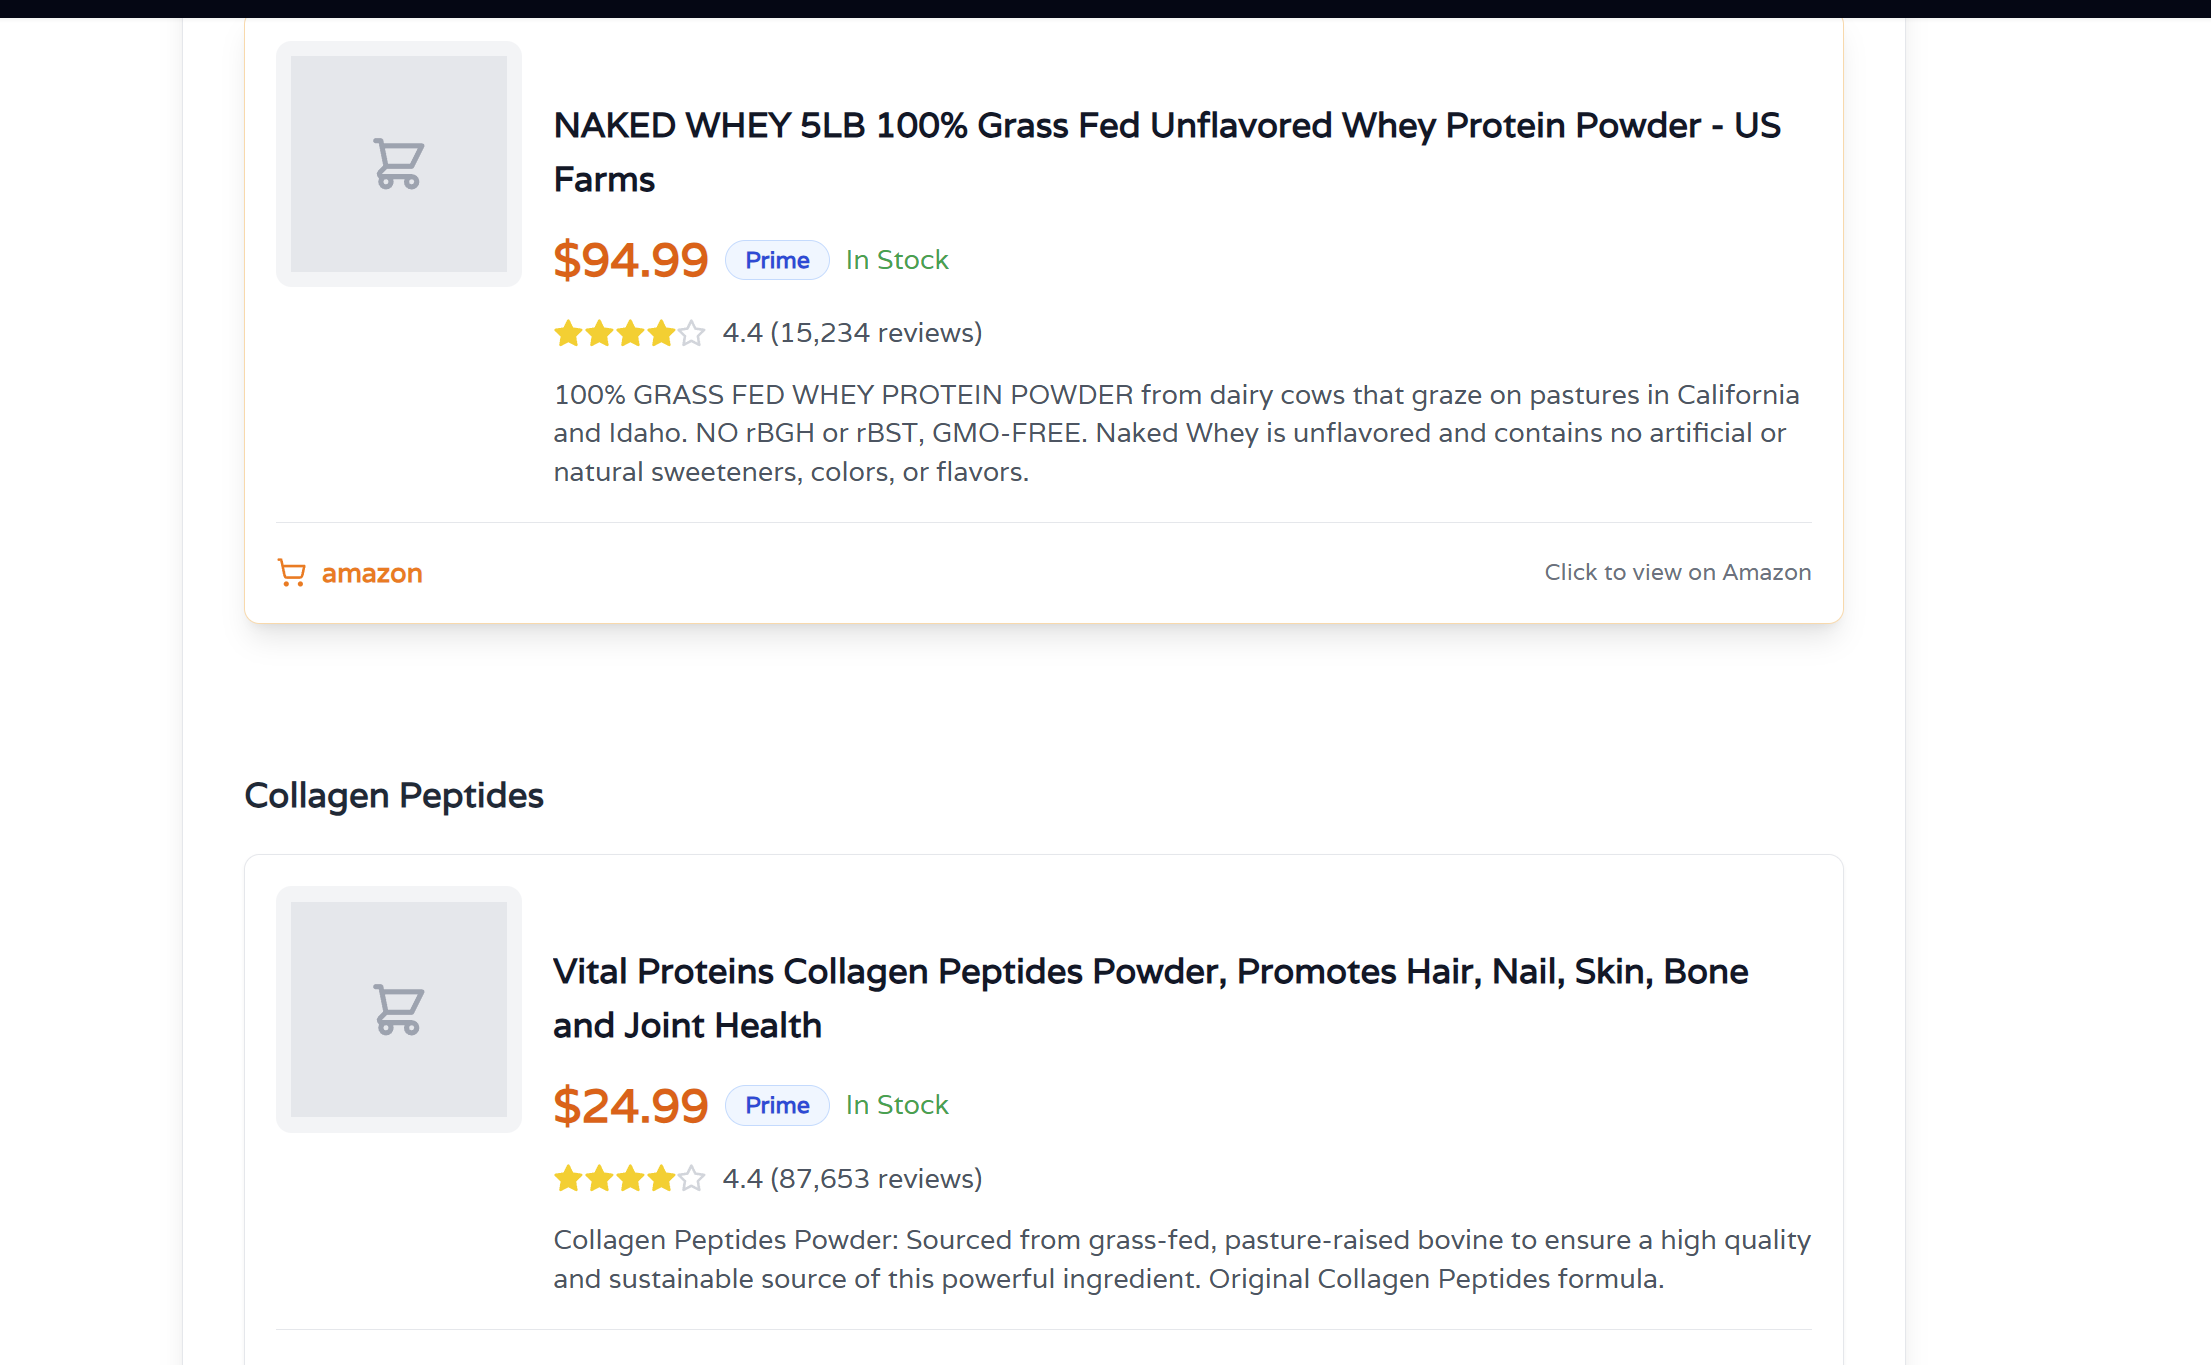 NAKED WHEY 5LB 100% Grass Fed Unflavored Whey Protein Powder - US
Farms
$94.99 Prime In Stock
4.4 (15,234 reviews)
100% GRASS FED WHEY PROTEIN POWDER from dairy cows that graze on pastures in California
and Idaho. NO rBGH or rBST, GMO-FREE. Naked Whey is unflavored and contains no artificial or
natural sweeteners, colors, or flavors.
amazon Click to view on Amazon
Collagen Peptides
Vital Proteins Collagen Peptides Powder, Promotes Hair, Nail, Skin, Bone
and Joint Health
$24.99 Prime In Stock
4.4 (87,653 reviews)
Collagen Peptides Powder: Sourced from grass-fed, pasture-raised bovine to ensure a high quality
and sustainable source of this powerful ingredient. Original Collagen Peptides formula.